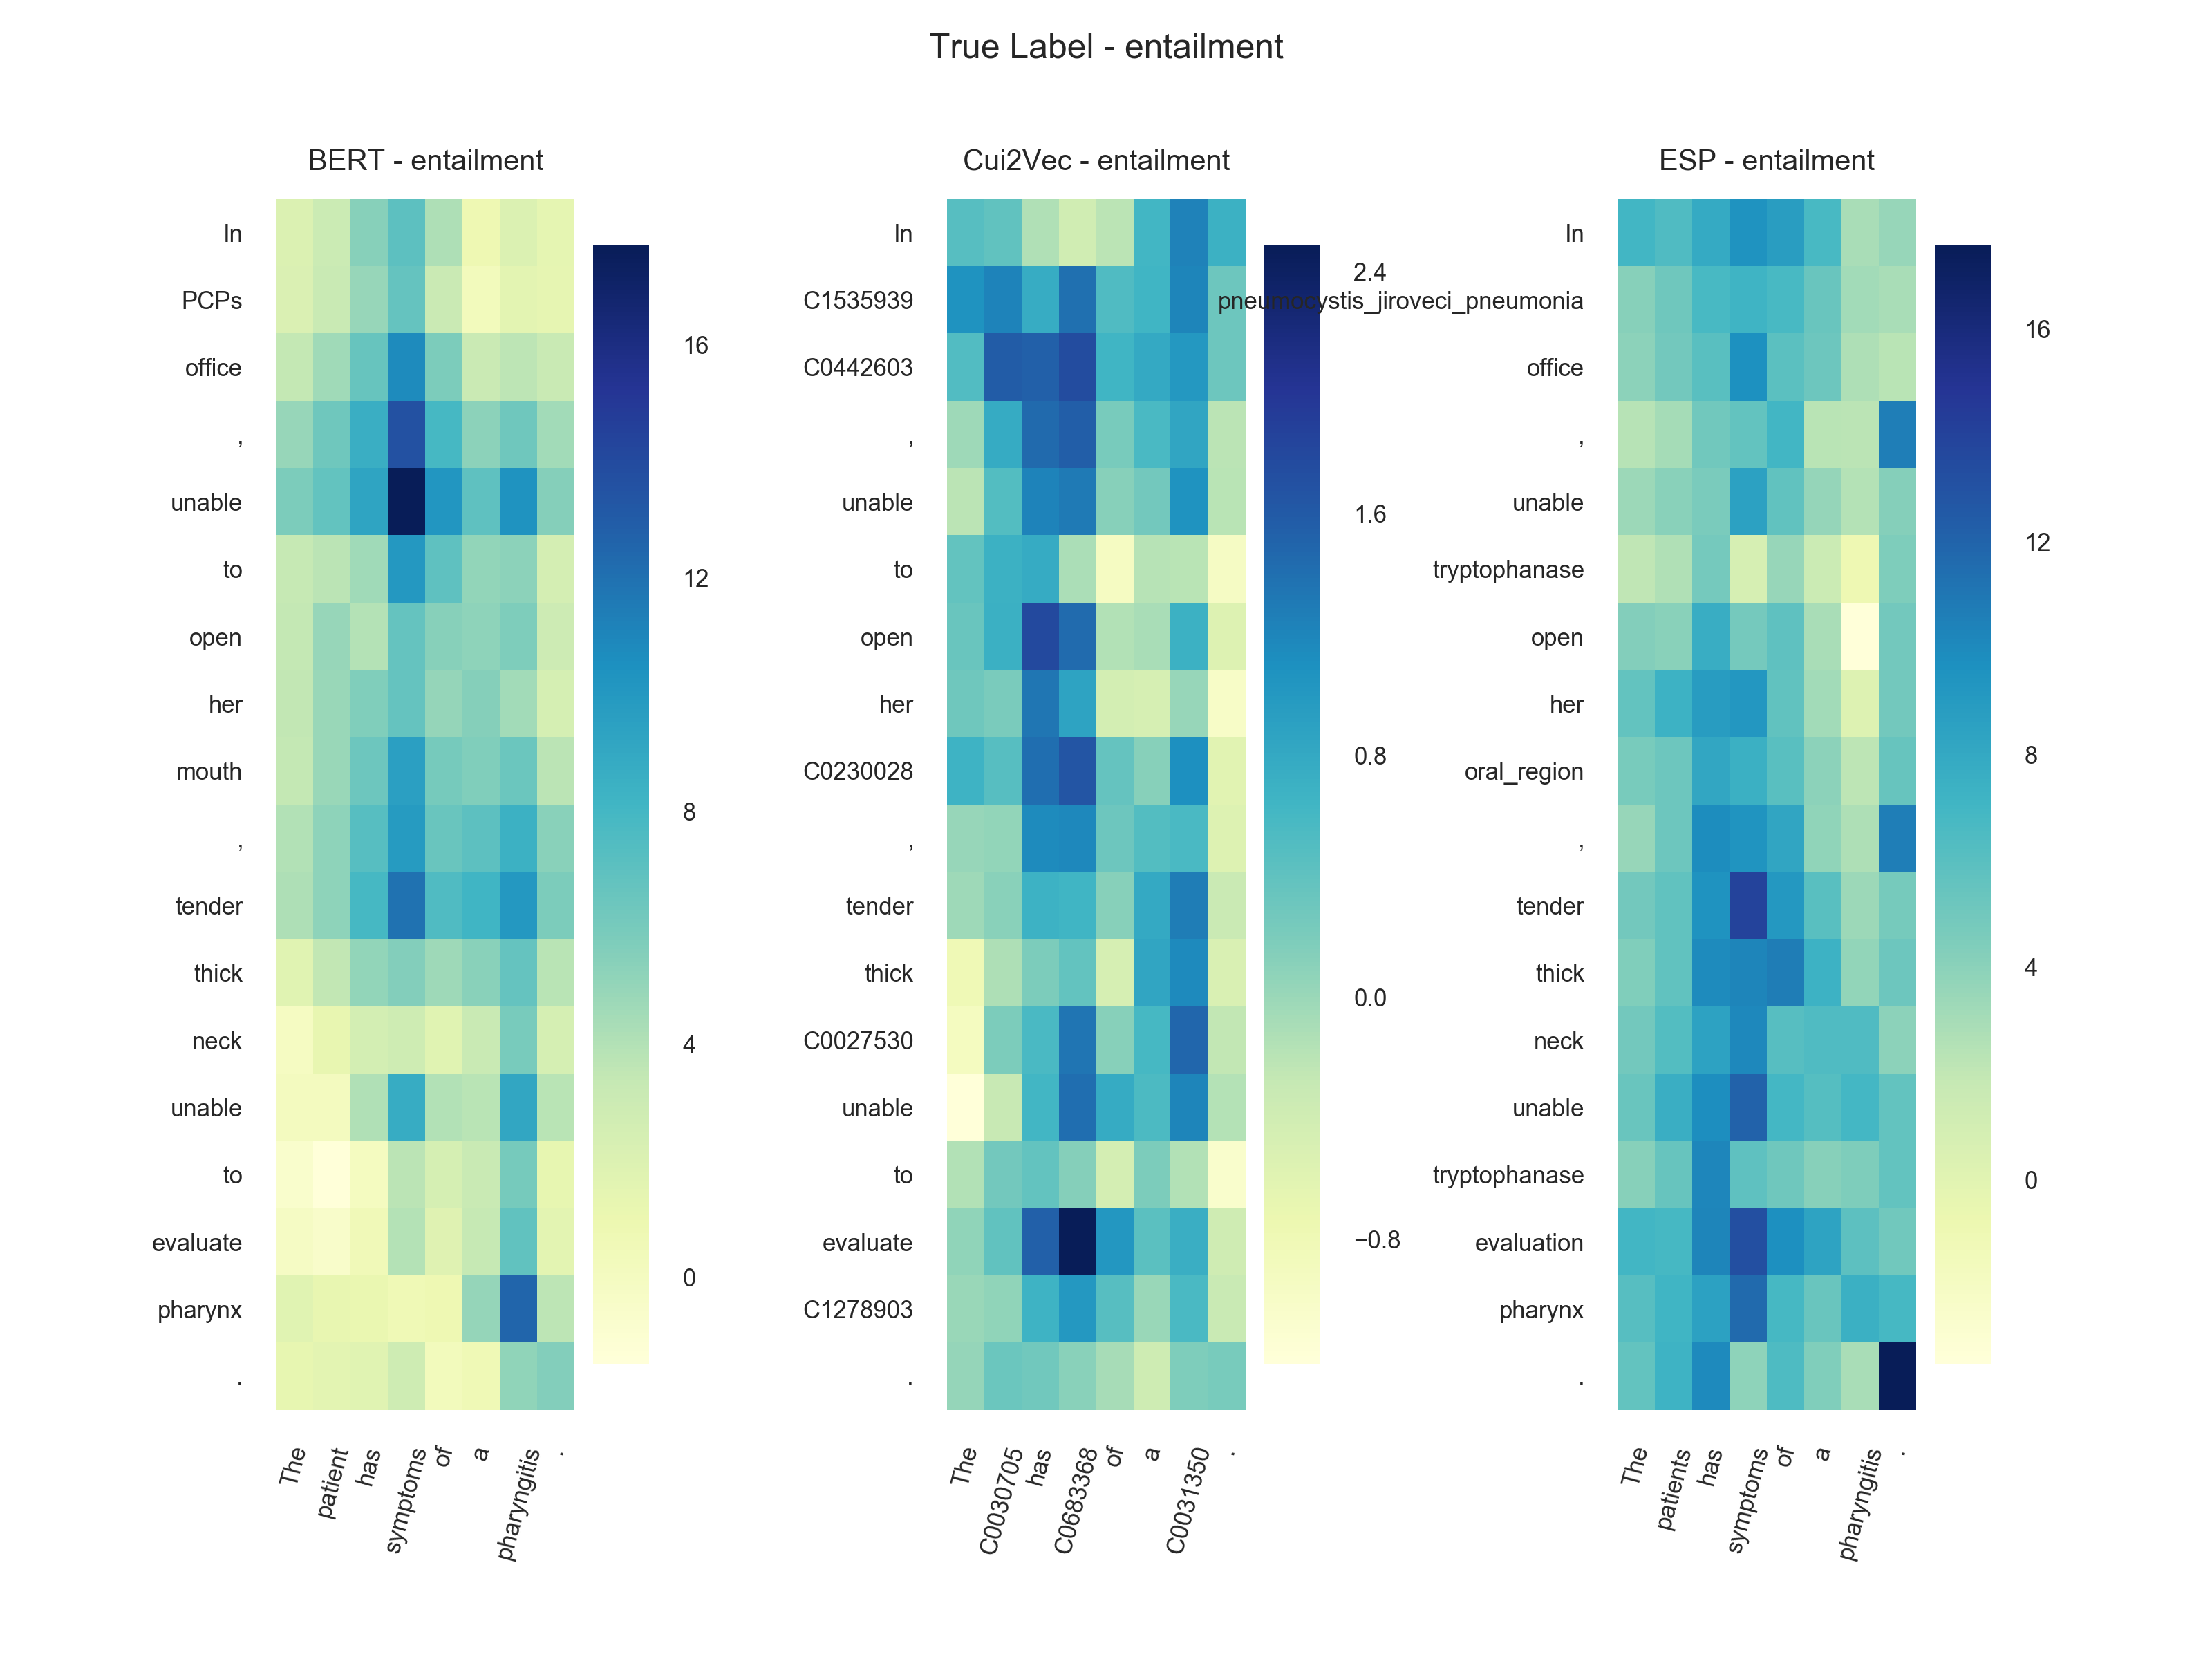 True Label - entailment
BERT - entailment
In
PCPs
office
,
unable
to
open
her
mouth
,
tender
thick
neck
unable
to
evaluate
pharynx
.
The
patient
has
symptoms
of
a
pharyngitis
.
16
12
8
4
0
Cui2Vec - entailment
In
C1535939
C0442603
,
unable
to
open
her
C0230028
,
tender
thick
C0027530
unable
to
evaluate
C1278903
.
The
C0030705
has
C0683368
of
a
C0031350
.
2.4
1.6
0.8
0.0
−0.8
ESP - entailment
In
pneumocystis_jiroveci_pneumonia
office
,
unable
tryptophanase
open
her
oral_region
,
tender
thick
neck
unable
tryptophanase
evaluation
pharynx
.
The
patients
has
symptoms
of
a
pharyngitis
.
16
12
8
4
0